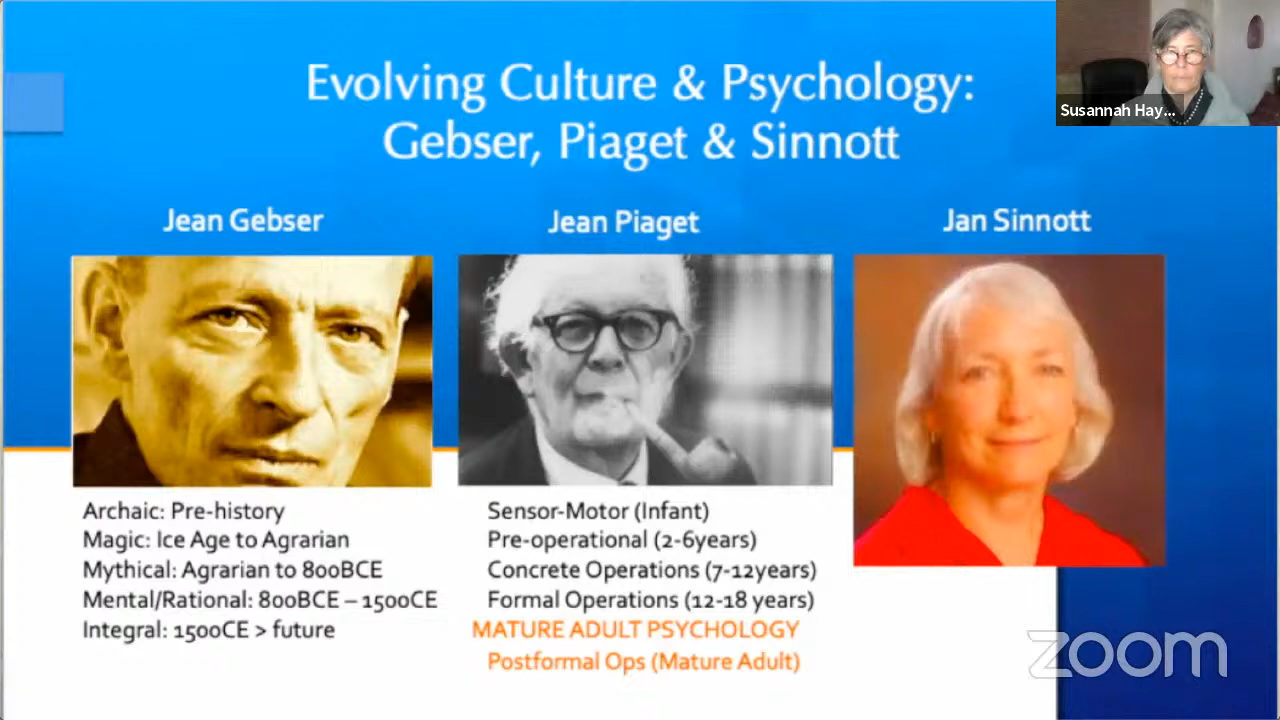 Evolving Culture & Psychology:
Gebser, Piaget & Sinnott
Susannah Hay...
Jean Gebser
Jean Piaget
Jan Sinnott
Archaic: Pre-history
Magic: Ice Age to Agrarian
Mythical: Agrarian to 800BCE
Mental/Rational: 800BCE – 1500CE
Integral: 1500CE > future
Sensor-Motor (Infant)
Pre-operational (2-6years)
Concrete Operations (7-12years)
Formal Operations (12-18 years)
MATURE ADULT PSYCHOLOGY
Postformal Ops (Mature Adult)
zoom